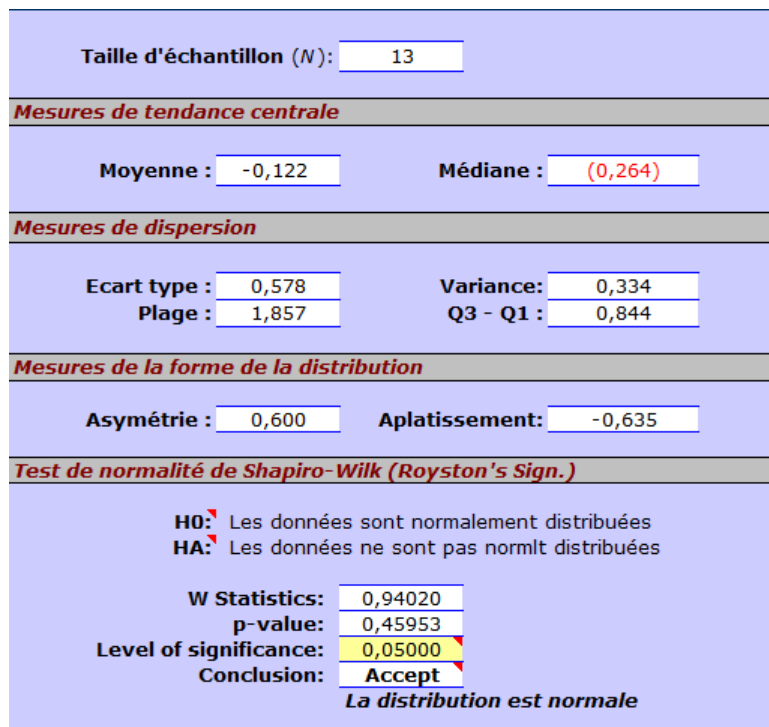 Taille d'échantillon (N): 13
Mesures de tendance centrale
Moyenne : -0,122 Médiane : (0,264)
Mesures de dispersion
Ecart type : 0,578 Variance: 0,334
Plage : 1,857 Q3 - Q1 : 0,844
Mesures de la forme de la distribution
Asymétrie : 0,600 Aplatissement: -0,635
Test de normalité de Shapiro-Wilk (Royston's Sign.)
H0: Les données sont normalement distribuées
HA: Les données ne sont pas normlt distribuées
W Statistics: 0,94020
p-value: 0,45953
Level of significance: 0,05000
Conclusion: Accept
La distribution est normale